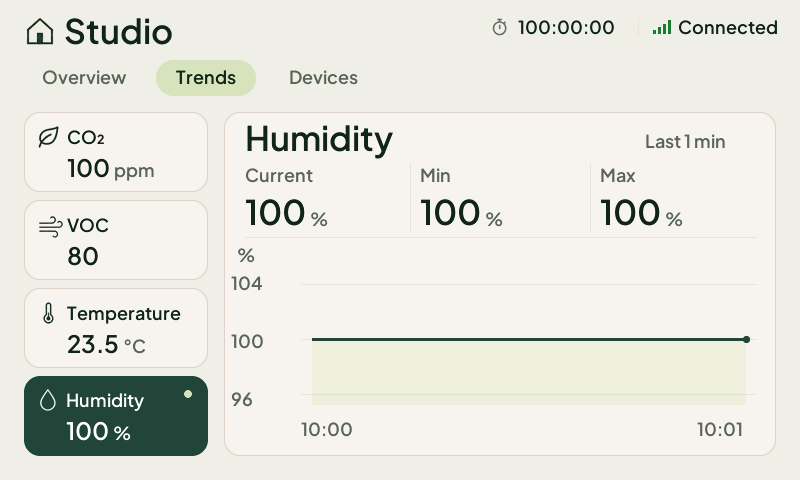 Studio
100:00:00
Connected
Overview
Trends
Devices
CO₂
100 ppm
VOC
80
Temperature
23.5 °C
Humidity
100 %
Humidity
Last 1 min
Current
100 %
Min
100 %
Max
100 %
%
104
100
96
10:00
10:01